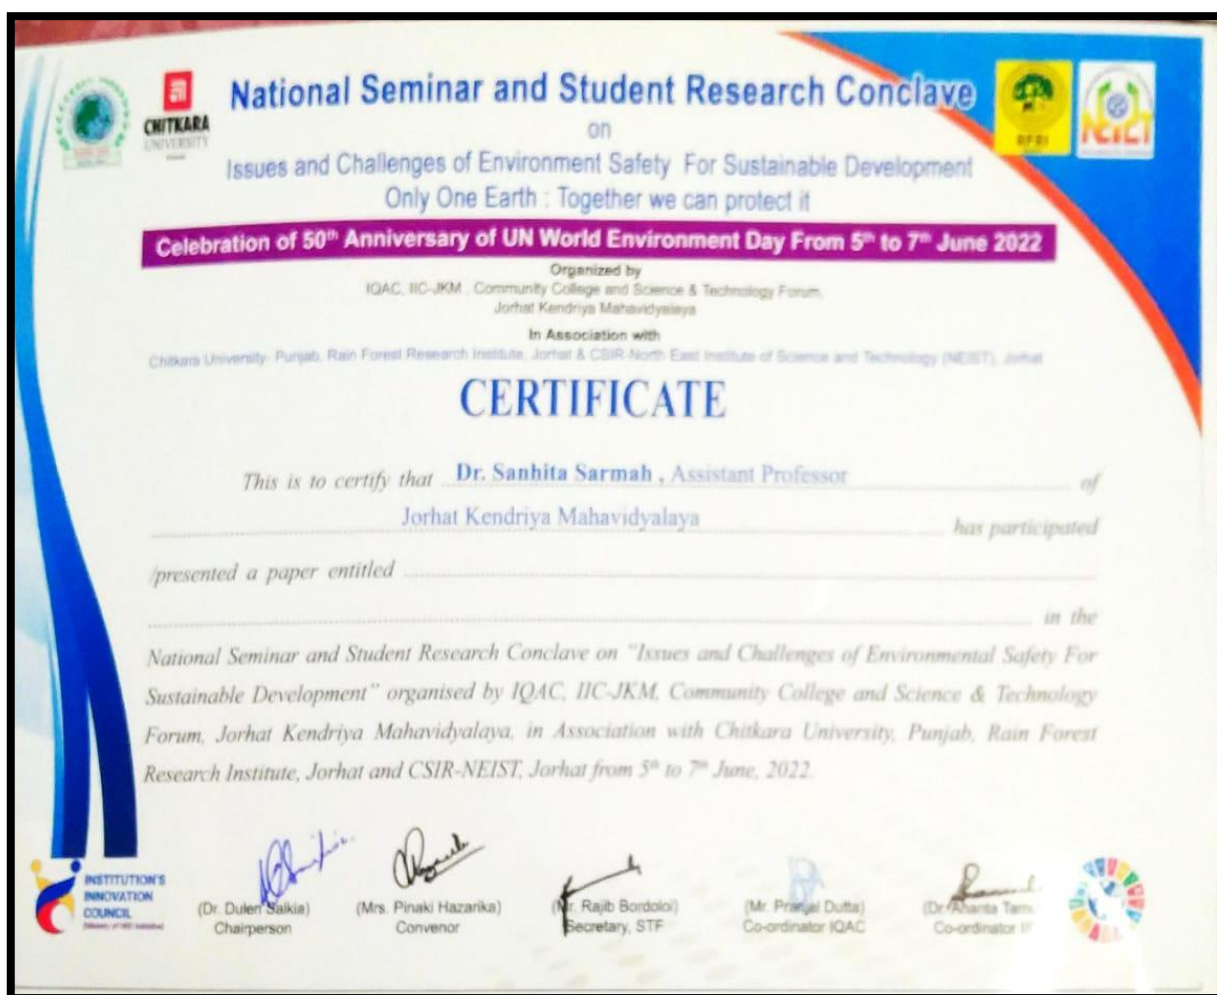 CHITKARA
UNIVERSITY
National Seminar and Student Research Conclave
on
Issues and Challenges of Environment Safety For Sustainable Development
Only One Earth : Together we can protect it
RFRI
NEIST
Celebration of 50th Anniversary of UN World Environment Day From 5th to 7th June 2022
Organized by
IQAC, IIC-JKM, Community College and Science & Technology Forum,
Jorhat Kendriya Mahavidyalaya
In Association with
Chitkara University, Punjab, Rain Forest Research Institute, Jorhat & CSIR-North East Institute of Science and Technology (NEIST), Jorhat
CERTIFICATE
This is to certify that Dr. Sanhita Sarmah , Assistant Professor of
Jorhat Kendriya Mahavidyalaya has participated
/presented a paper entitled
in the
National Seminar and Student Research Conclave on "Issues and Challenges of Environmental Safety For
Sustainable Development" organised by IQAC, IIC-JKM, Community College and Science & Technology
Forum, Jorhat Kendriya Mahavidyalaya, in Association with Chitkara University, Punjab, Rain Forest
Research Institute, Jorhat and CSIR-NEIST, Jorhat from 5th to 7th June, 2022.
INSTITUTION'S
INNOVATION
COUNCIL
(Dr. Dulen Saikia)
Chairperson
(Mrs. Pinaki Hazarika)
Convenor
(Mr. Rajib Bordoloi)
Secretary, STF
(Mr. Pranjal Dutta)
Co-ordinator IQAC
(Dr. Ananta
Co-ordinator